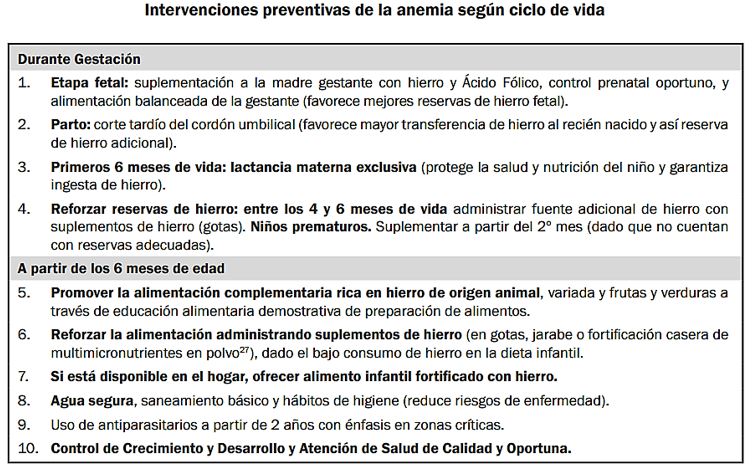 Intervenciones preventivas de la anemia según ciclo de vida
Durante Gestación
1. Etapa fetal: suplementación a la madre gestante con hierro y Ácido Fólico, control prenatal oportuno, y
alimentación balanceada de la gestante (favorece mejores reservas de hierro fetal).
2. Parto: corte tardío del cordón umbilical (favorece mayor transferencia de hierro al recién nacido y así reserva
de hierro adicional).
3. Primeros 6 meses de vida: lactancia materna exclusiva (protege la salud y nutrición del niño y garantiza
ingesta de hierro).
4. Reforzar reservas de hierro: entre los 4 y 6 meses de vida administrar fuente adicional de hierro con
suplementos de hierro (gotas). Niños prematuros. Suplementar a partir del 2º mes (dado que no cuentan
con reservas adecuadas).
A partir de los 6 meses de edad
5. Promover la alimentación complementaria rica en hierro de origen animal, variada y frutas y verduras a
través de educación alimentaria demostrativa de preparación de alimentos.
6. Reforzar la alimentación administrando suplementos de hierro (en gotas, jarabe o fortificación casera de
multimicronutrientes en polvo²⁷), dado el bajo consumo de hierro en la dieta infantil.
7. Si está disponible en el hogar, ofrecer alimento infantil fortificado con hierro.
8. Agua segura, saneamiento básico y hábitos de higiene (reduce riesgos de enfermedad).
9. Uso de antiparasitarios a partir de 2 años con énfasis en zonas críticas.
10. Control de Crecimiento y Desarrollo y Atención de Salud de Calidad y Oportuna.